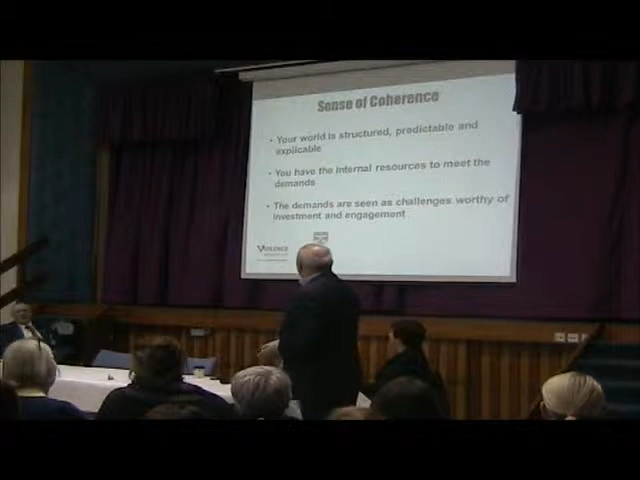 Sense of Coherence
• Your world is structured, predictable and
explicable
• You have the internal resources to meet the
demands
• The demands are seen as challenges worthy of
investment and engagement
VIOLENCE